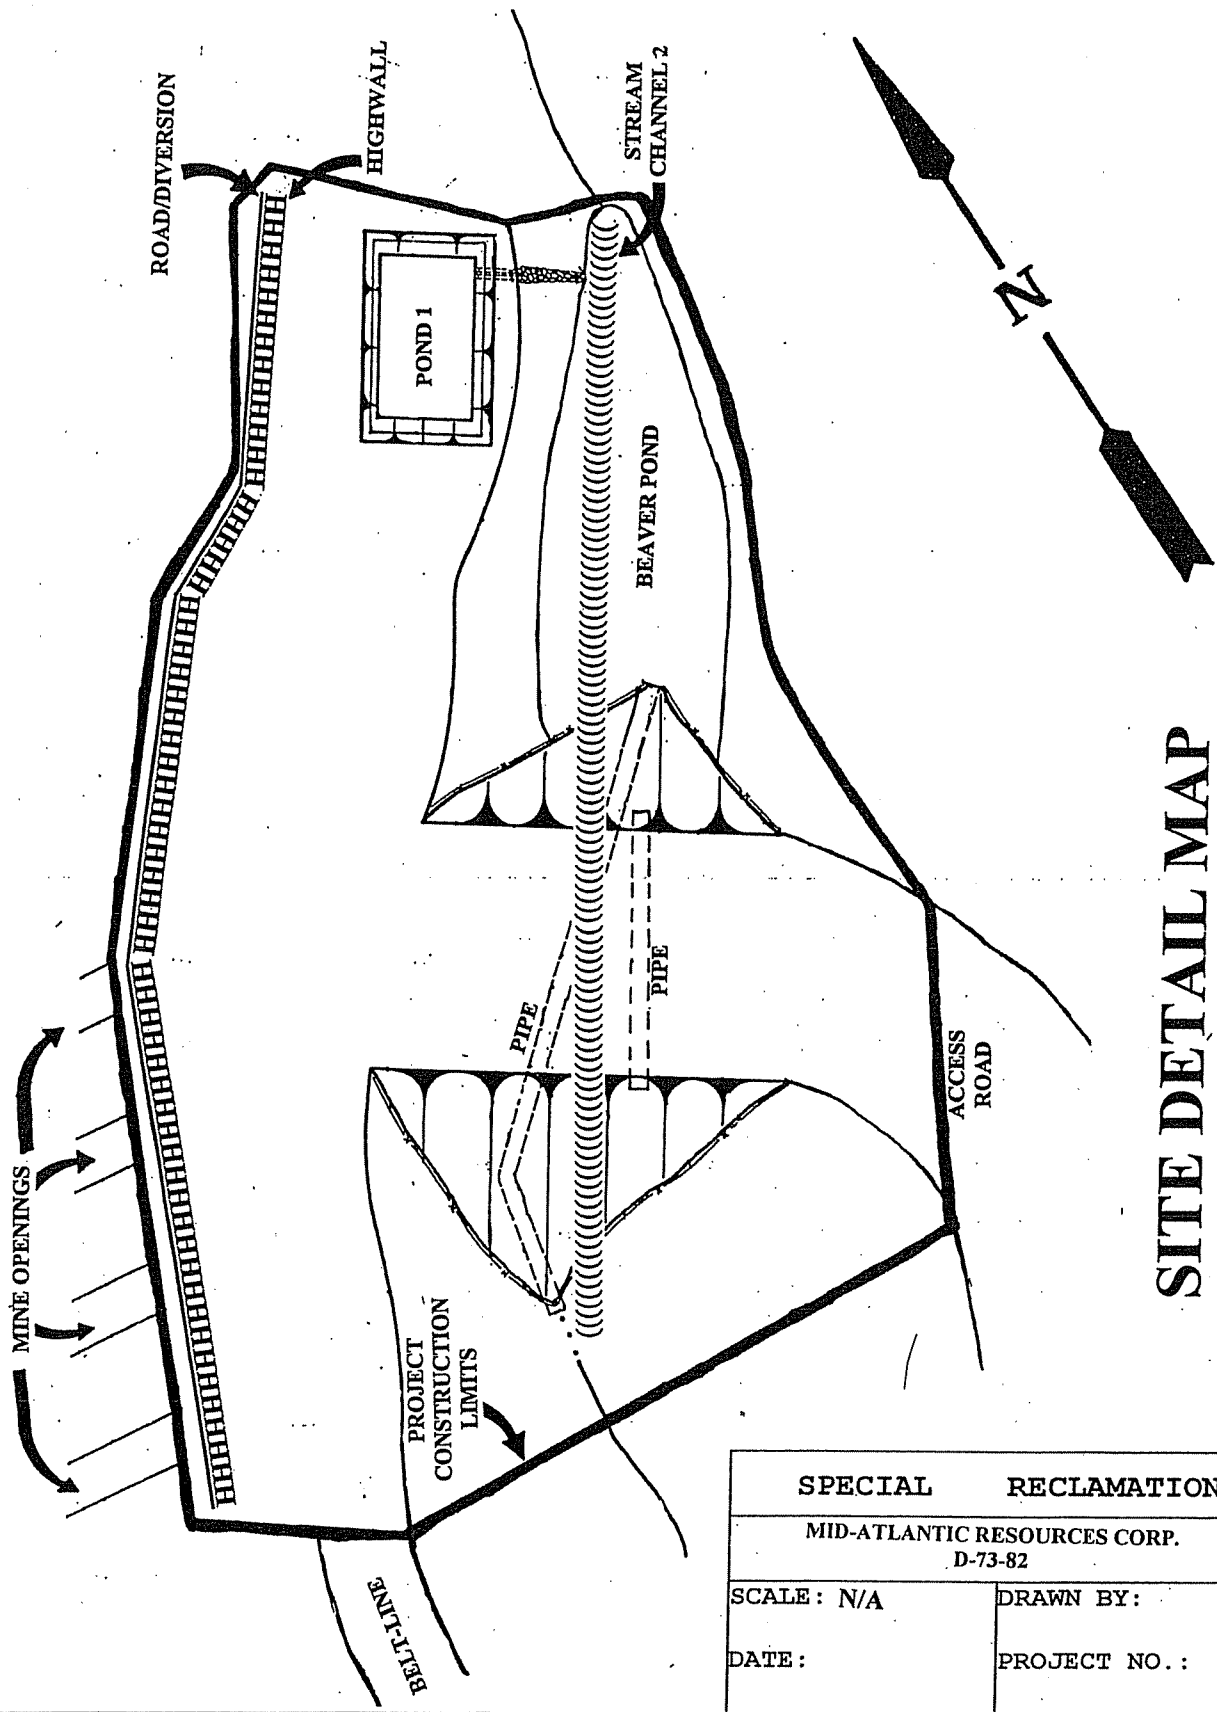 ROAD/DIVERSION
HIGHWALL
STREAM
CHANNEL 2
POND 1
BEAVER POND
N
MINE OPENINGS
PIPE
PIPE
ACCESS
ROAD
PROJECT
CONSTRUCTION
LIMITS
BELT-LINE
SITE DETAIL MAP
SPECIAL RECLAMATION
MID-ATLANTIC RESOURCES CORP.
D-73-82
SCALE: N/A
DRAWN BY:
DATE:
PROJECT NO.: